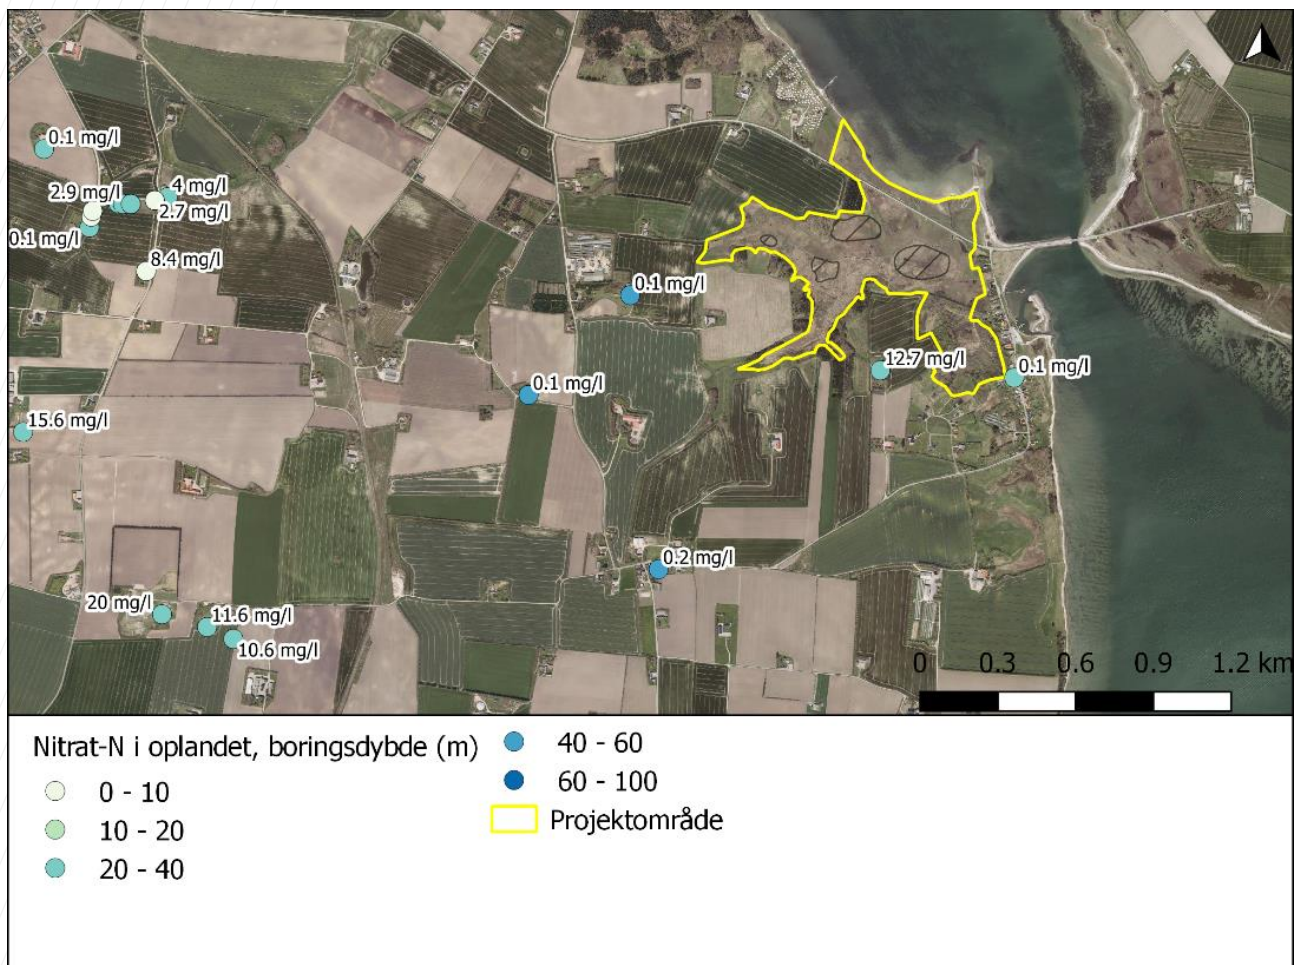 0.1 mg/l
2.9 mg/l
4 mg/l
2.7 mg/l
0.1 mg/l
8.4 mg/l
0.1 mg/l
12.7 mg/l
0.1 mg/l
0.1 mg/l
15.6 mg/l
0.2 mg/l
20 mg/l
11.6 mg/l
10.6 mg/l
0 0.3 0.6 0.9 1.2 km
Nitrat-N i oplandet, boringsdybde (m)
0 - 10
10 - 20
20 - 40
40 - 60
60 - 100
Projektområde